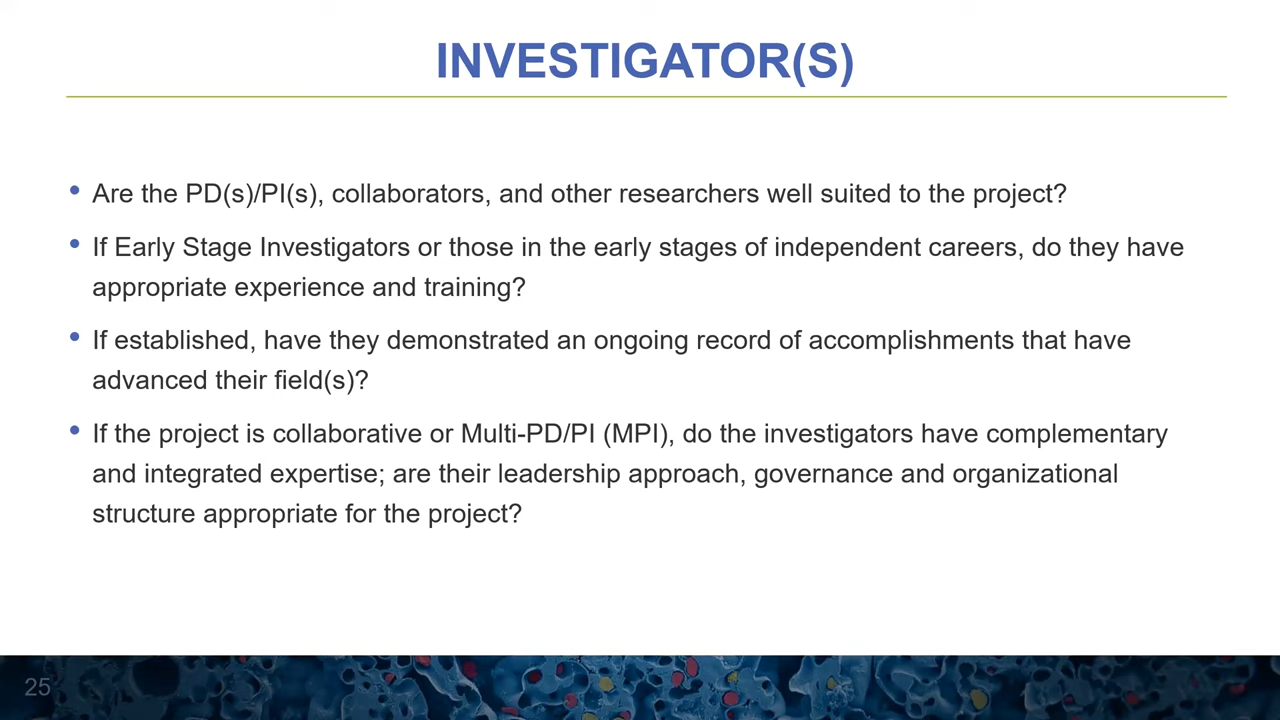 INVESTIGATOR(S)
• Are the PD(s)/PI(s), collaborators, and other researchers well suited to the project?
• If Early Stage Investigators or those in the early stages of independent careers, do they have
appropriate experience and training?
• If established, have they demonstrated an ongoing record of accomplishments that have
advanced their field(s)?
• If the project is collaborative or Multi-PD/PI (MPI), do the investigators have complementary
and integrated expertise; are their leadership approach, governance and organizational
structure appropriate for the project?
25